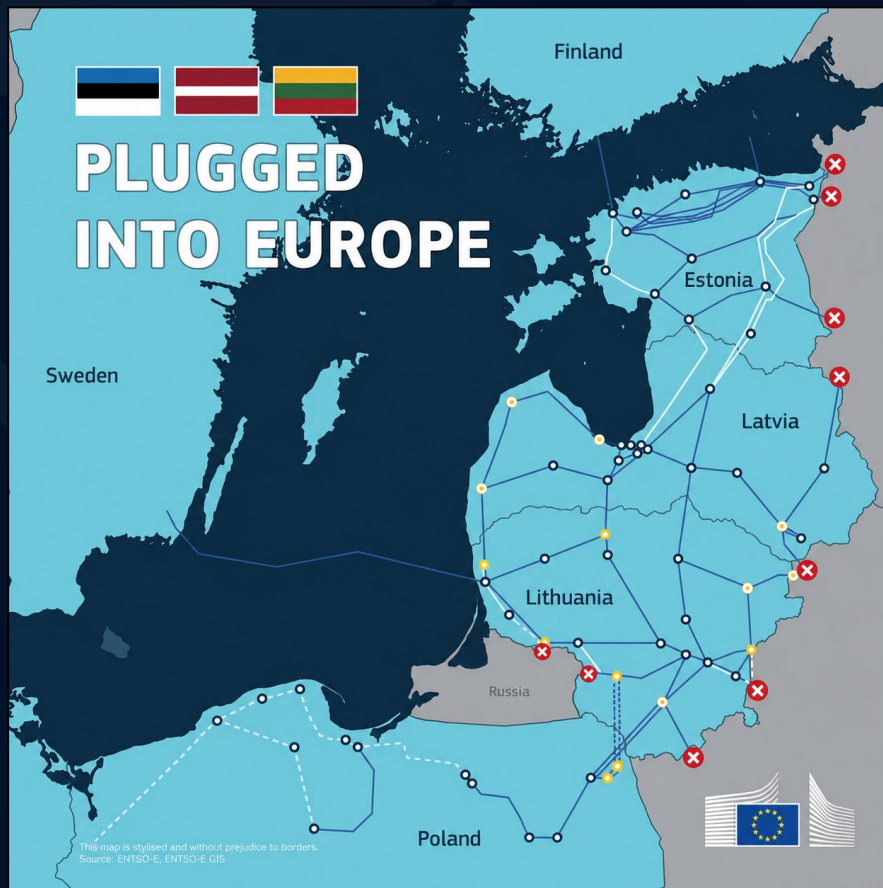 Finland
PLUGGED
INTO EUROPE
Estonia
Sweden
Latvia
Lithuania
Russia
Poland
This map is stylised and without prejudice to borders.
Source: ENTSO-E, ENTSO-E GIS